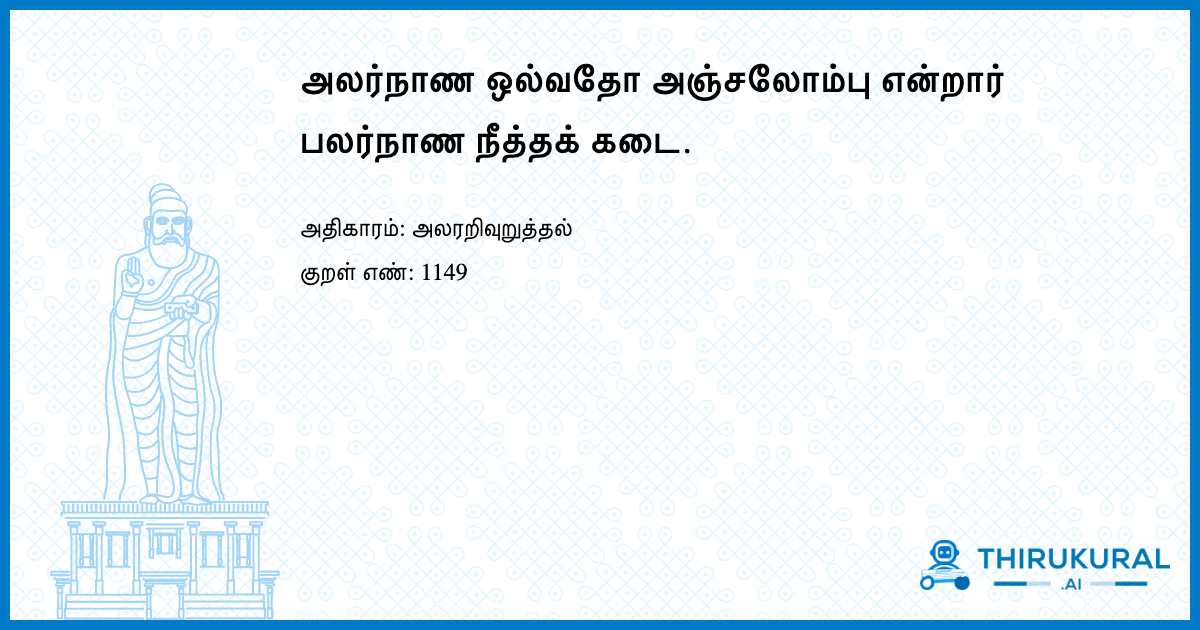 அலர்நாண ஒல்வதோ அஞ்சலோம்பு என்றார்
பலர்நாண நீத்தக் கடை.
அதிகாரம்: அலரறிவுறுத்தல்
குறள் எண்: 1149
THIRUKURAL
.AI